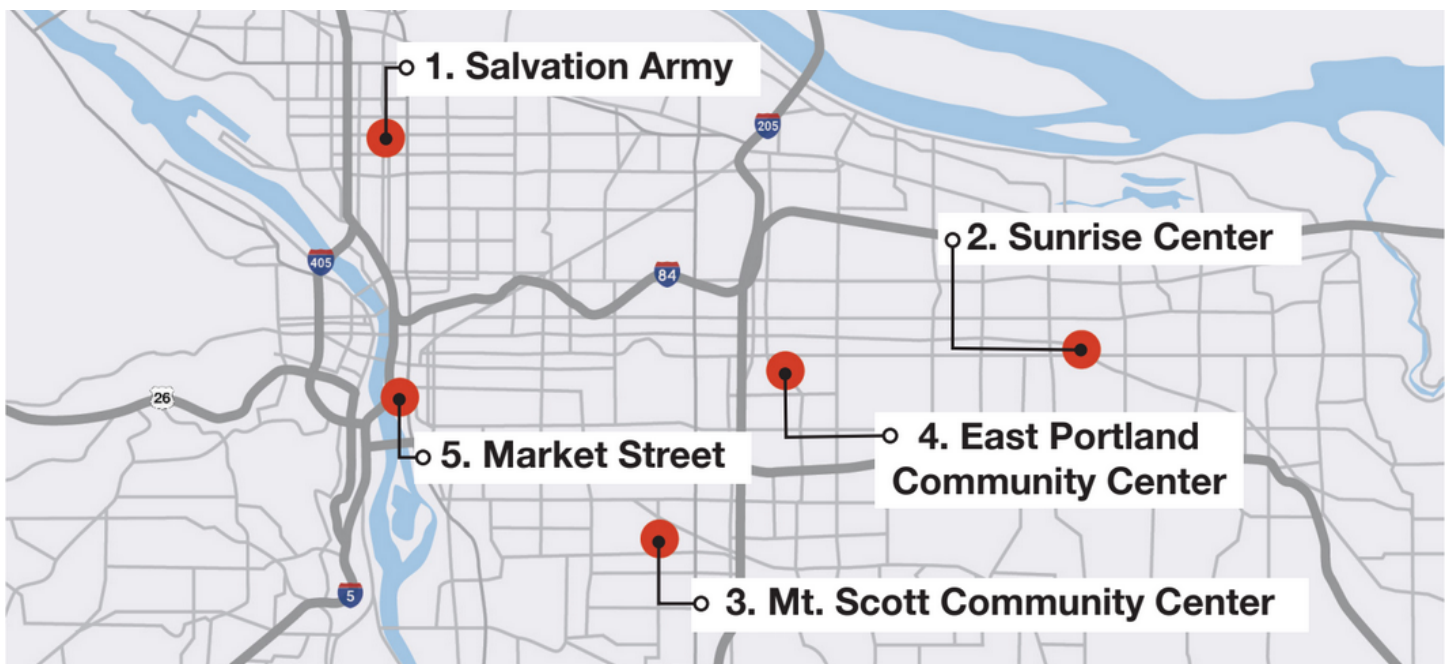 1. Salvation Army
205
2. Sunrise Center
405
84
26
4. East Portland
Community Center
5. Market Street
5
3. Mt. Scott Community Center